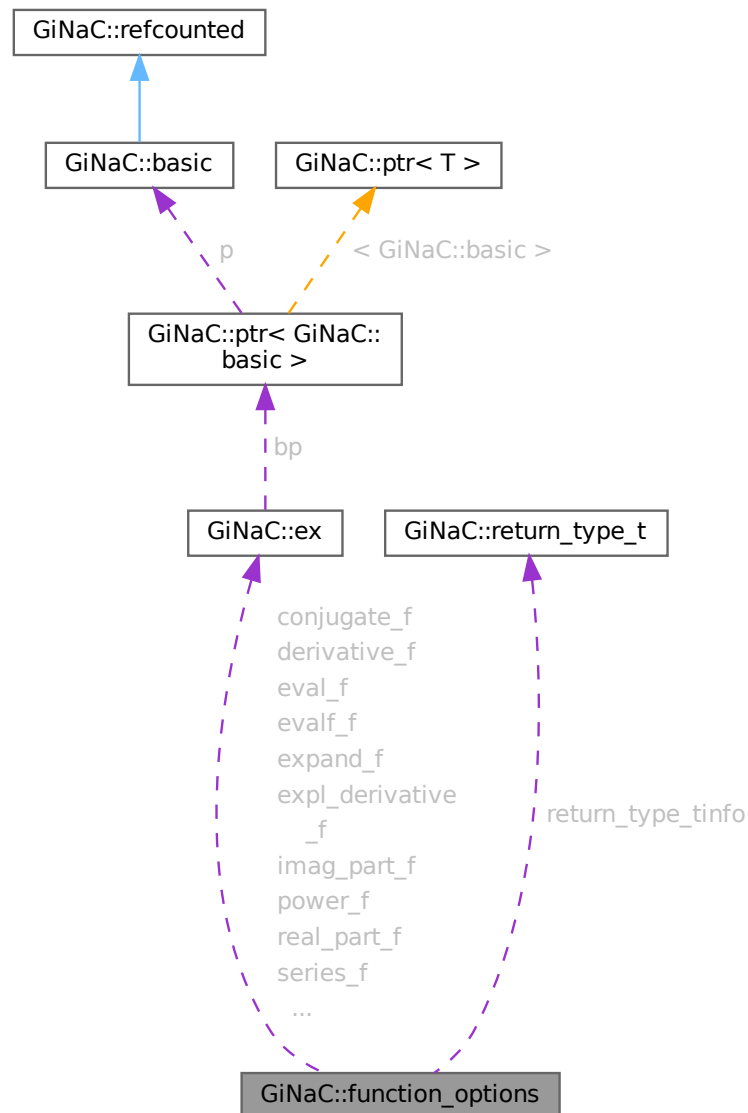 GiNaC::refcounted
GiNaC::basic
GiNaC::ptr< T >
p
< GiNaC::basic >
GiNaC::ptr< GiNaC::
basic >
bp
GiNaC::ex
GiNaC::return_type_t
conjugate_f
derivative_f
eval_f
evalf_f
expand_f
expl_derivative
_f
imag_part_f
power_f
real_part_f
series_f
...
return_type_tinfo
GiNaC::function_options